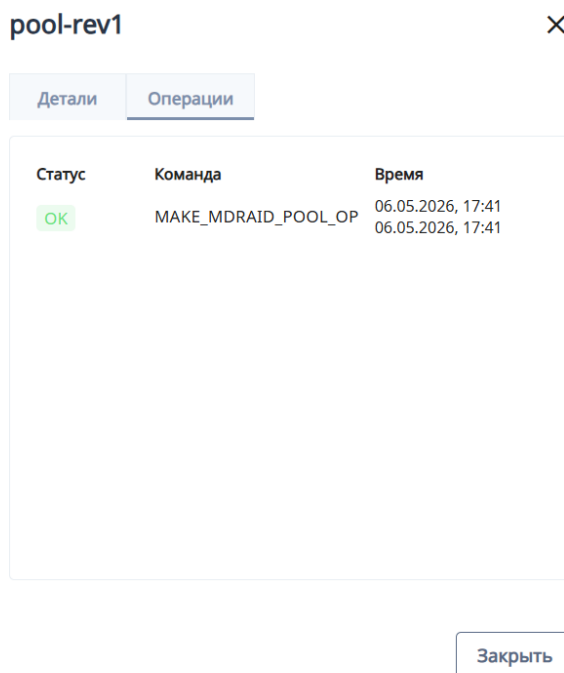 pool-rev1
Детали Операции
Статус Команда Время
OK MAKE_MDRAID_POOL_OP 06.05.2026, 17:41
06.05.2026, 17:41
Закрыть